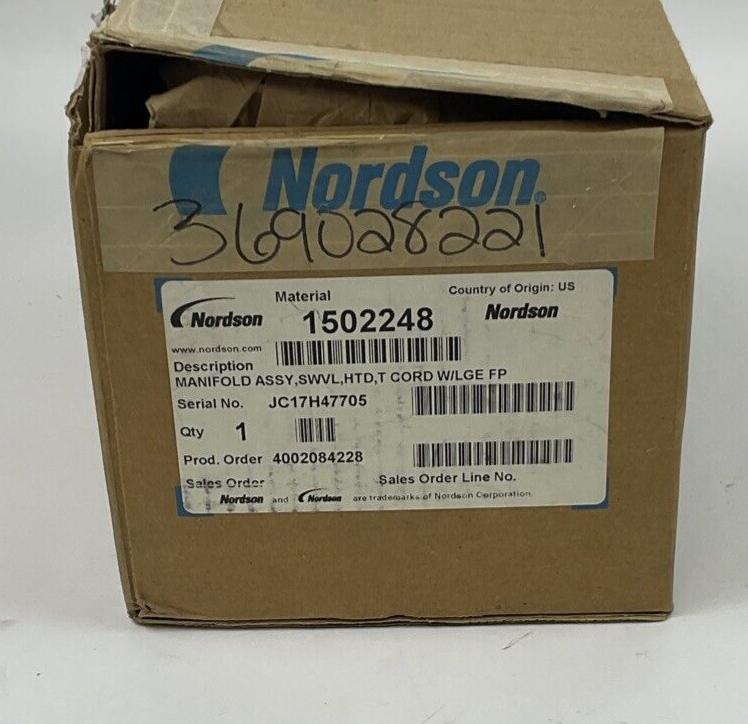 Nordson®
369028221
Material
Country of Origin: US
Nordson
1502248
Nordson
www.nordson.com
Description
MANIFOLD ASSY,SWVL,HTD,T CORD W/LGE FP
Serial No. JC17H47705
Qty 1
Prod. Order 4002084228
Sales Order
Sales Order Line No.
Nordson and Nordson are trademarks of Nordson Corporation.